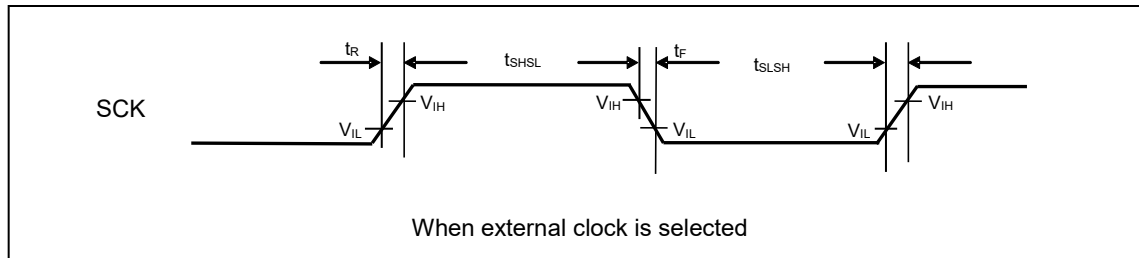 tR tSHSL tF tSLSH
SCK VIH VIH VIH
VIL VIL VIL
When external clock is selected